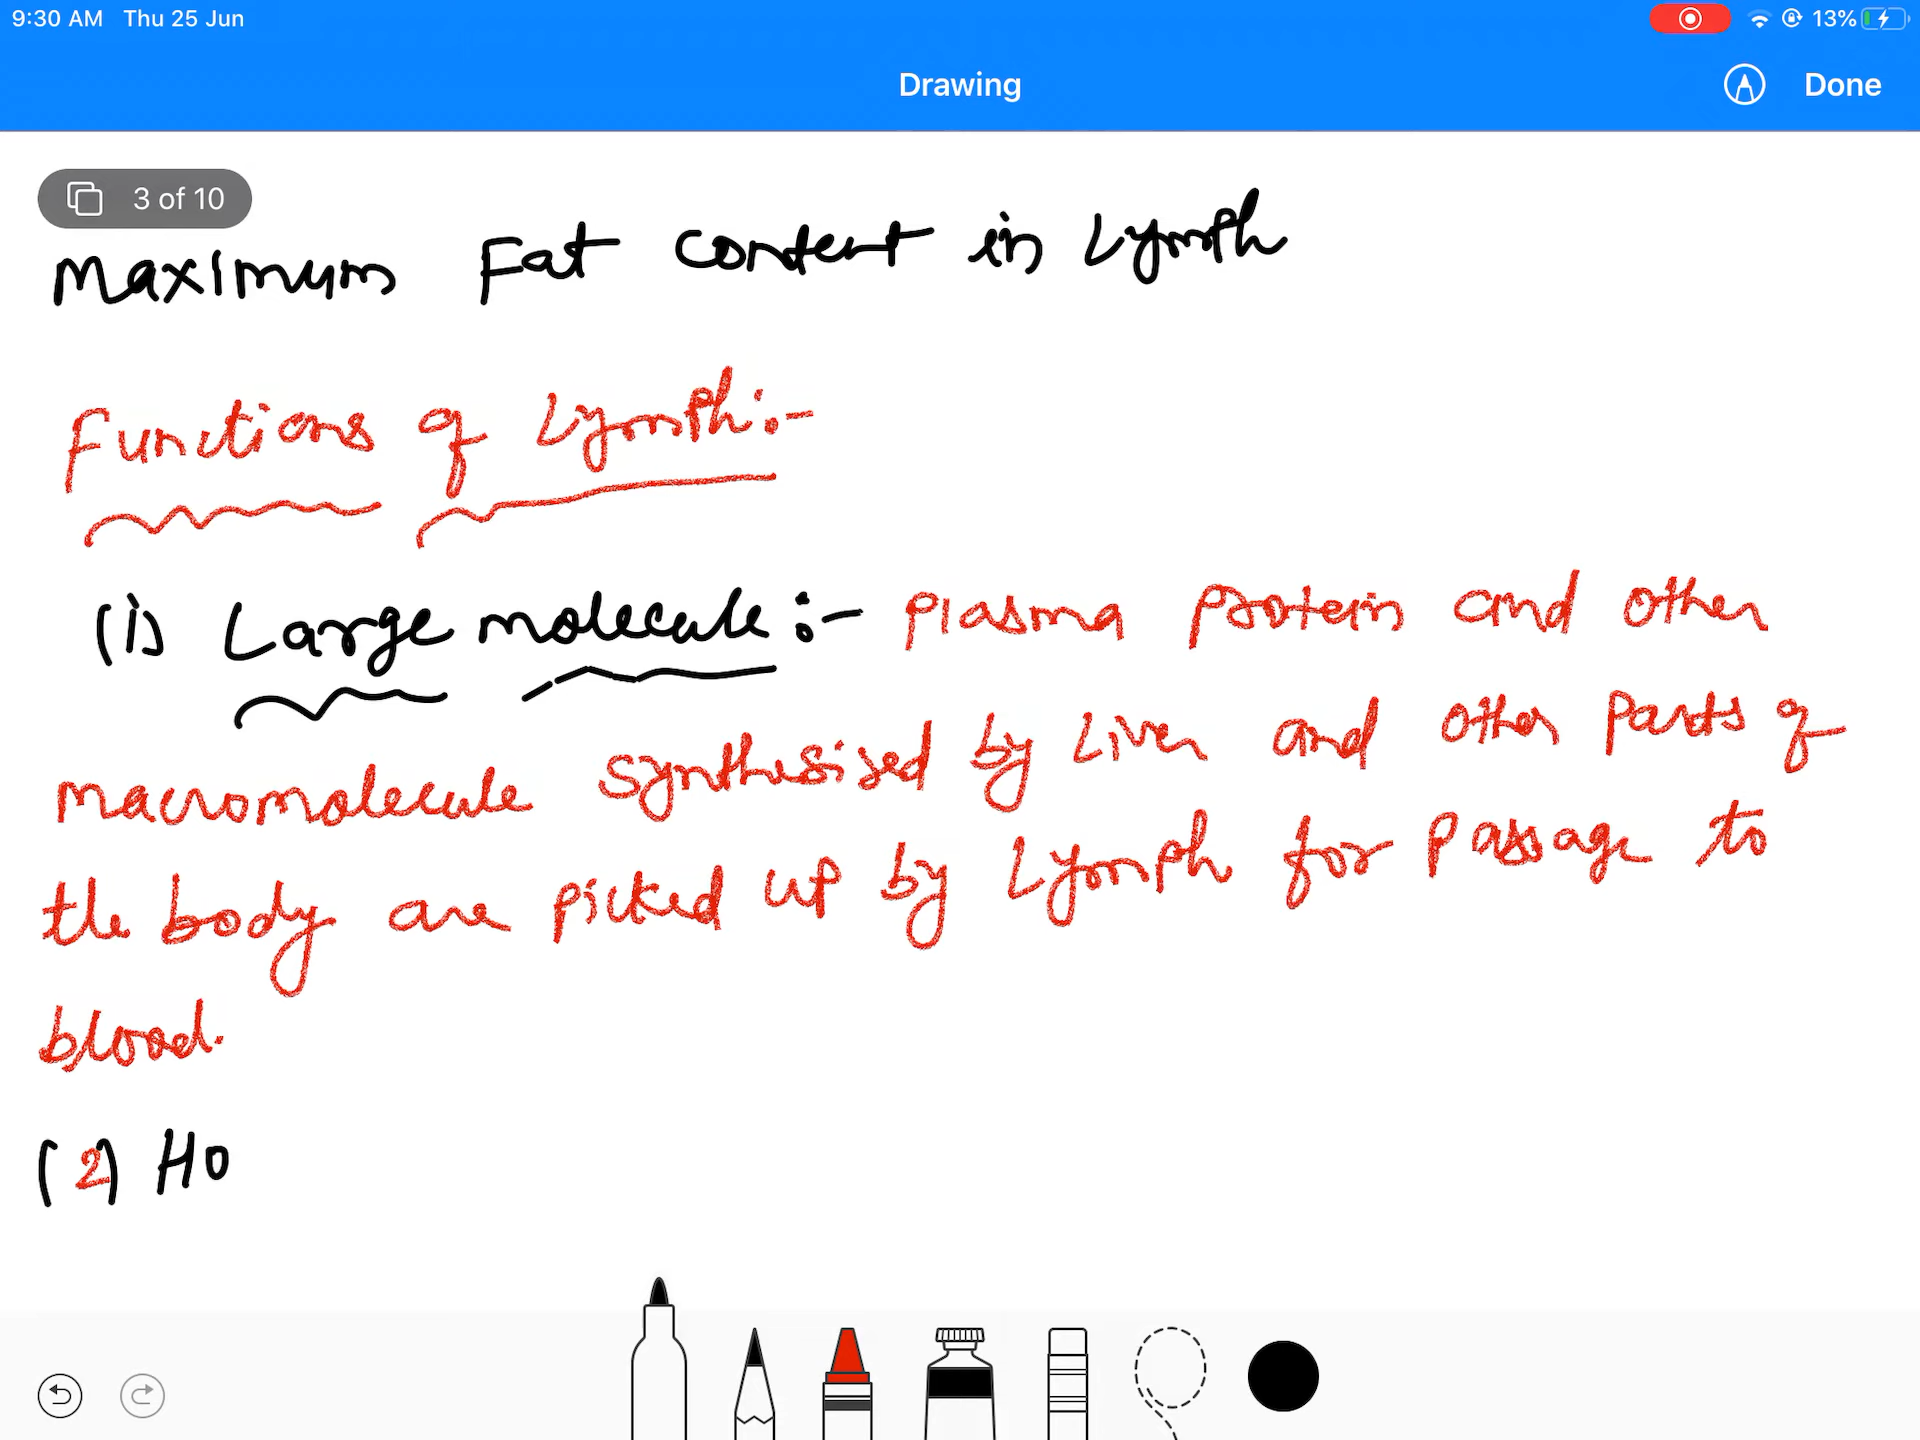 9:30 AM Thu 25 Jun 13%
Drawing Done
3 of 10
Maximum Fat content in Lymph
Functions of Lymph:-
(i) Large molecule:- Plasma protein and other
macromolecule synthesised by Liver and other parts of
the body are picked up by Lymph for passage to
blood.
(2) Ho